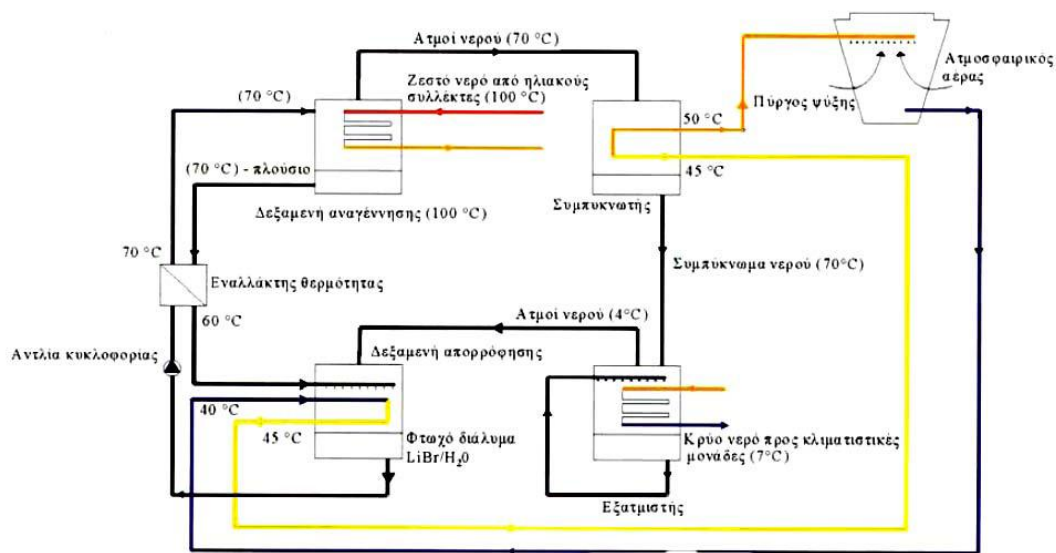 Ατμοί νερού (70 °C)
Ζεστό νερό από ηλιακούς
συλλέκτες (100 °C)
(70 °C)
(70 °C) - πλούσιο
Δεξαμενή αναγέννησης (100 °C)
50 °C
45 °C
Συμπυκνωτής
Πύργος ψύξης
Ατμοσφαιρικός
αέρας
70 °C
Εναλλάκτης θερμότητας
60 °C
Συμπύκνωμα νερού (70°C)
Ατμοί νερού (4°C)
Δεξαμενή απορρόφησης
Αντλία κυκλοφορίας
40 °C
45 °C
Φτωχό διάλυμα
LiBr/H₂0
Κρύο νερό προς κλιματιστικές
μονάδες (7°C)
Εξατμιστής